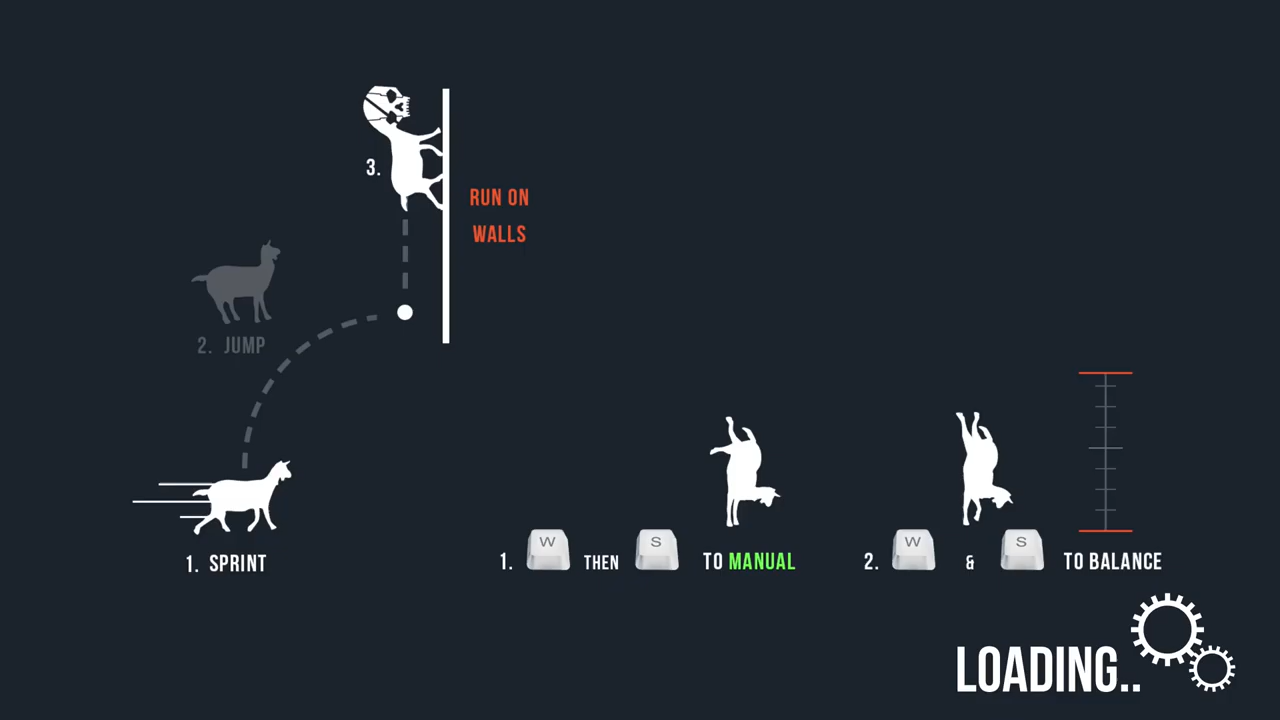 3.
RUN ON
WALLS
2. JUMP
1. SPRINT
1. W THEN S TO MANUAL
2. W & S TO BALANCE
LOADING..